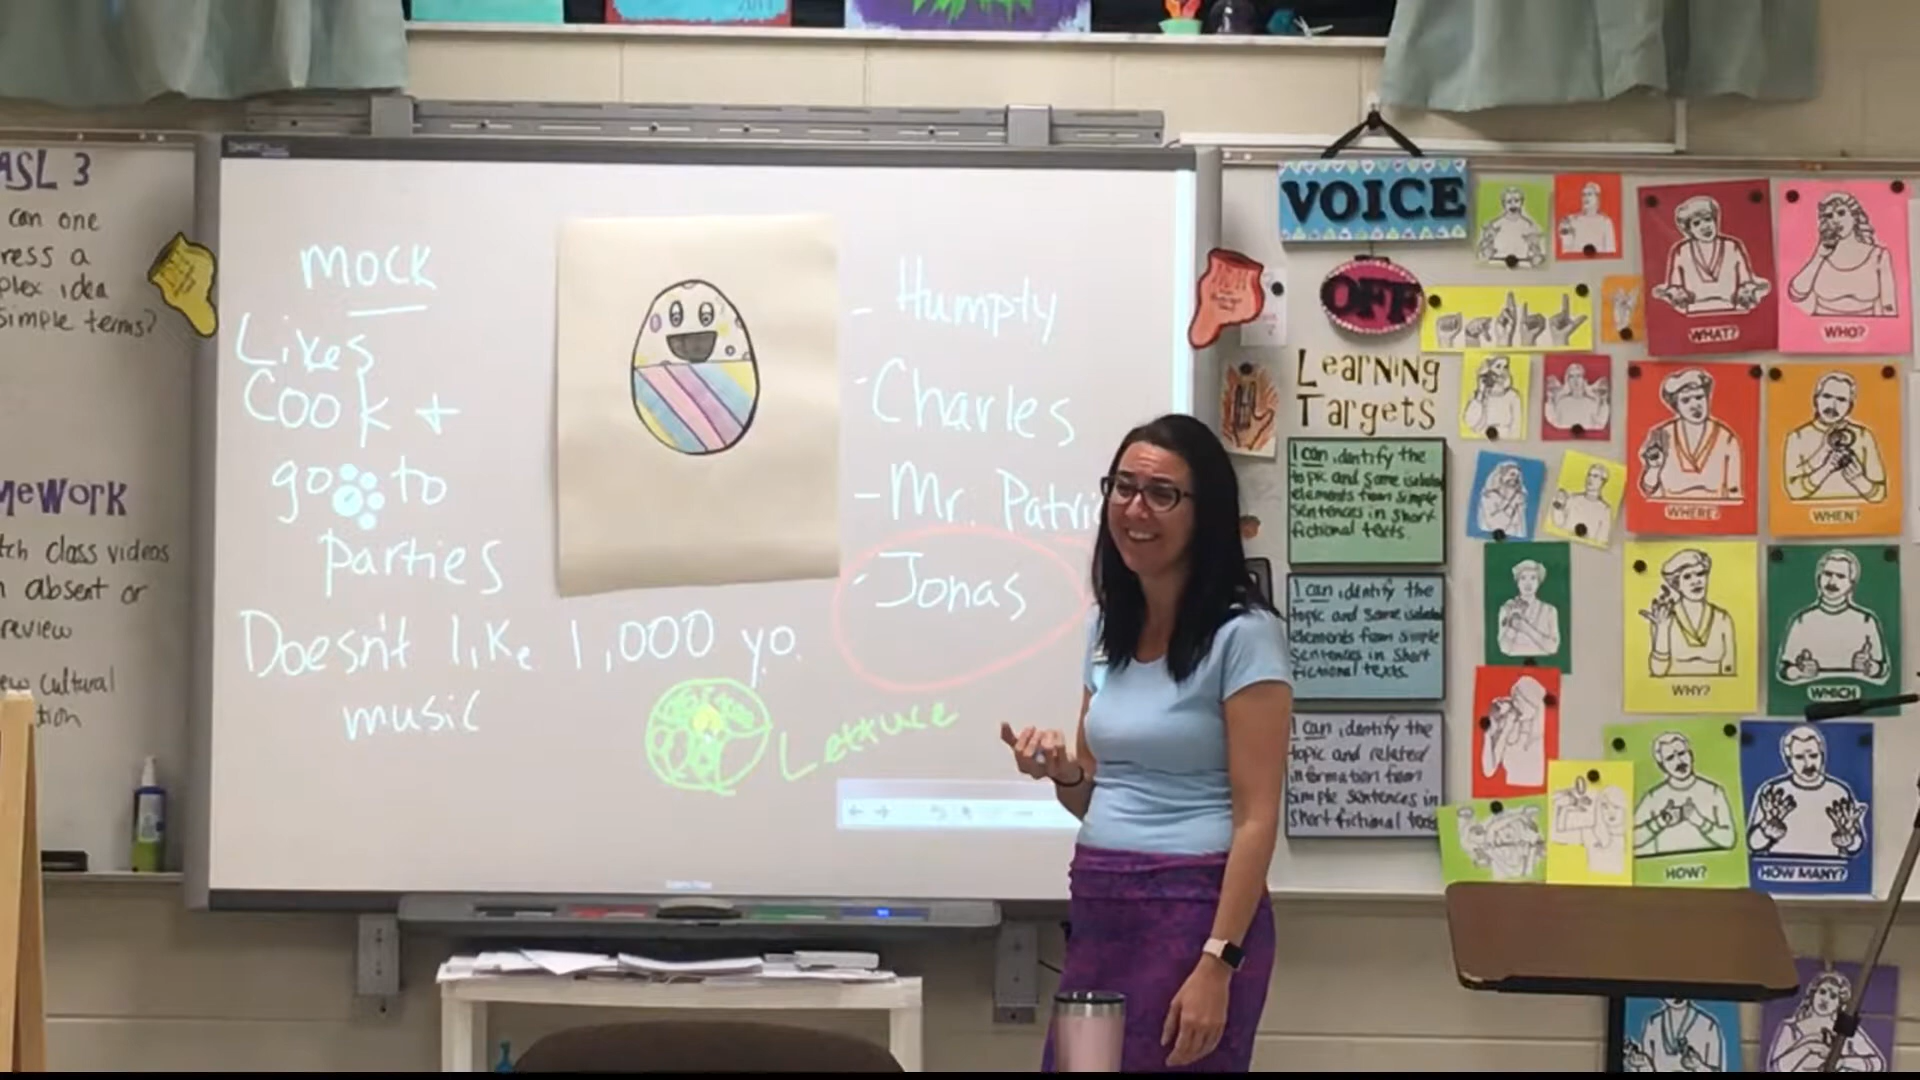 ASL 3
can one
ress a
plex idea
simple terms?
MeWORK
tch class videos
absent or
review
ew cultural
tion
MOCK
Likes
Cook +
go to
parties
Doesn't like 1,000 y.o.
music
Lettuce
- Humpty
- Charles
- Mr. Patri
- Jonas
VOICE
OFF
Learning
Targets
I can identify the
topic and some isolated
elements from simple
sentences in short
fictional texts.
I can identify the
topic and some isolated
elements from simple
sentences in short
fictional texts.
I can identify the
topic and related
information from
simple sentences in
short fictional texts
WHAT?
WHO?
WHERE?
WHEN?
WHY?
WHICH
HOW?
HOW MANY?